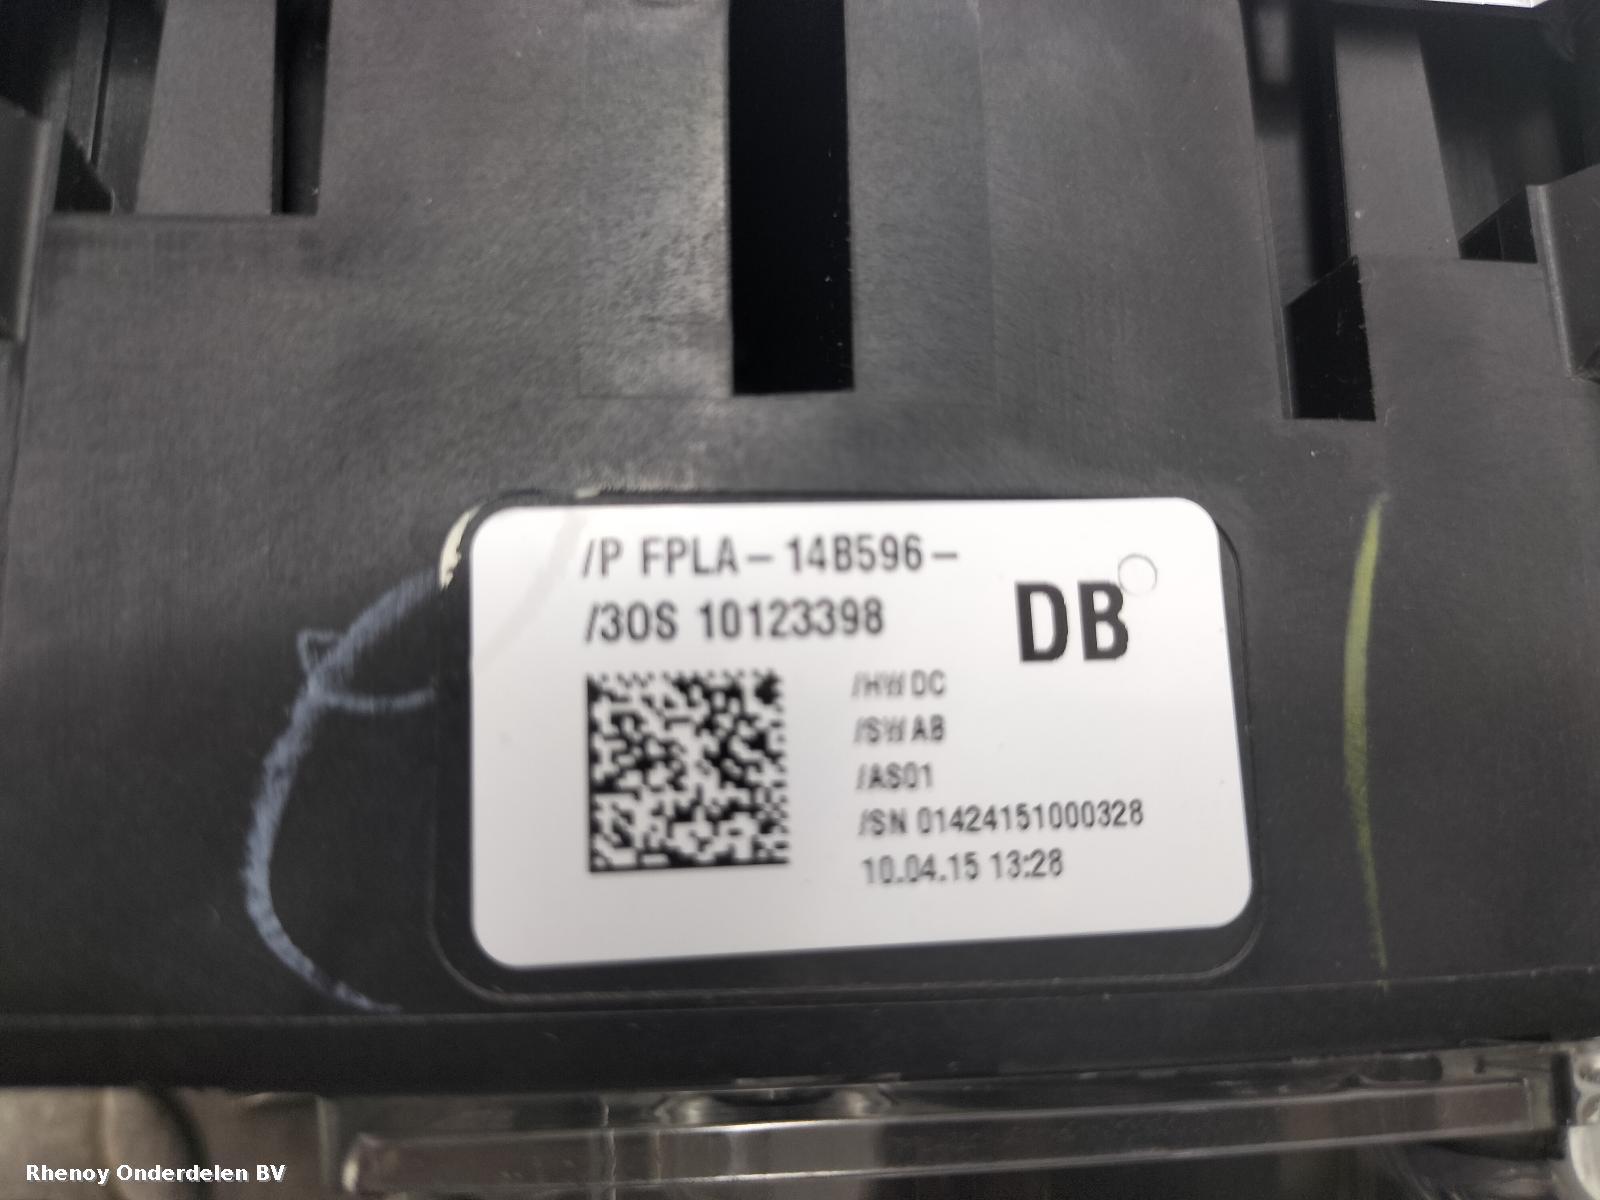 /P FPLA-14B596-
DB
/3OS 10123398
/HW DC
/SW AB
/AS01
/SN 01424151000328
10.04.15 13:28
Rhenoy Onderdelen BV